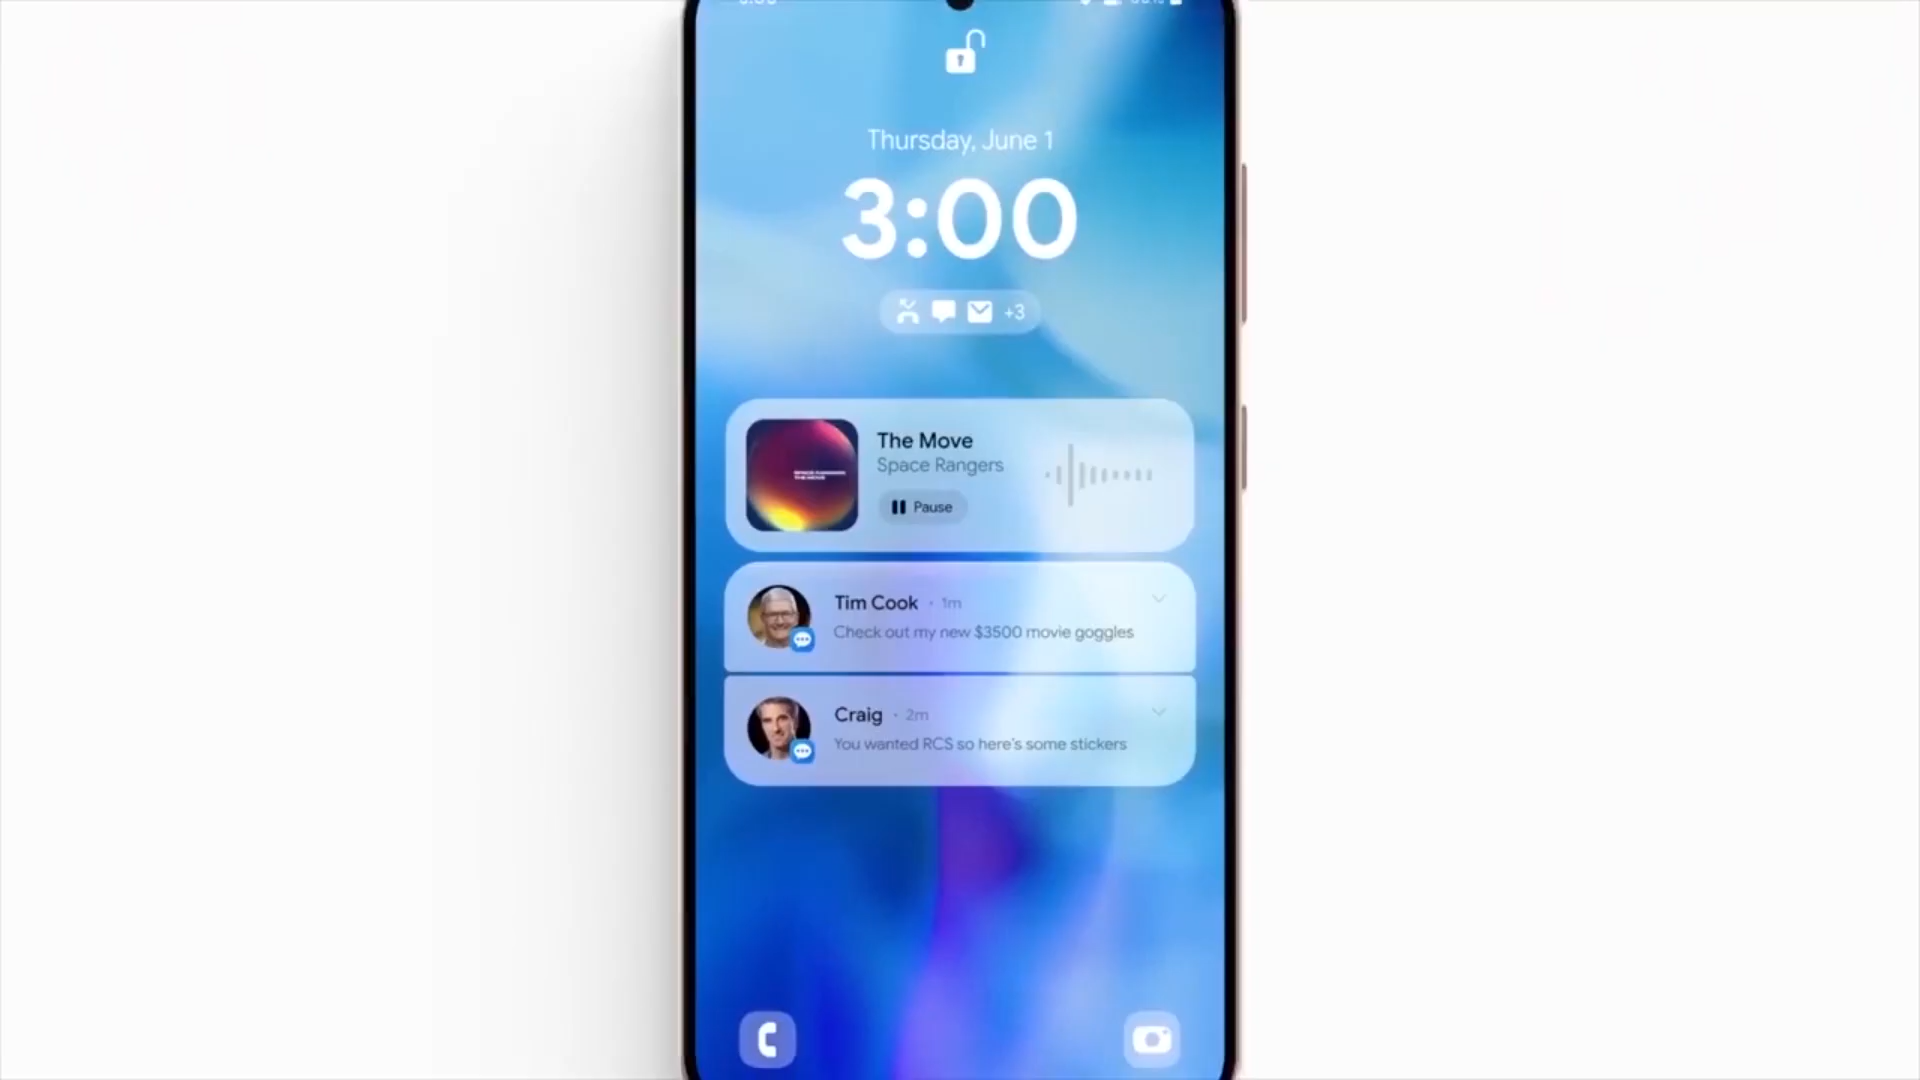 Thursday, June 1
3:00
+3
The Move
Space Rangers
Pause
Tim Cook · 1m
Check out my new $3500 movie goggles
Craig · 2m
You wanted RCS so here's some stickers